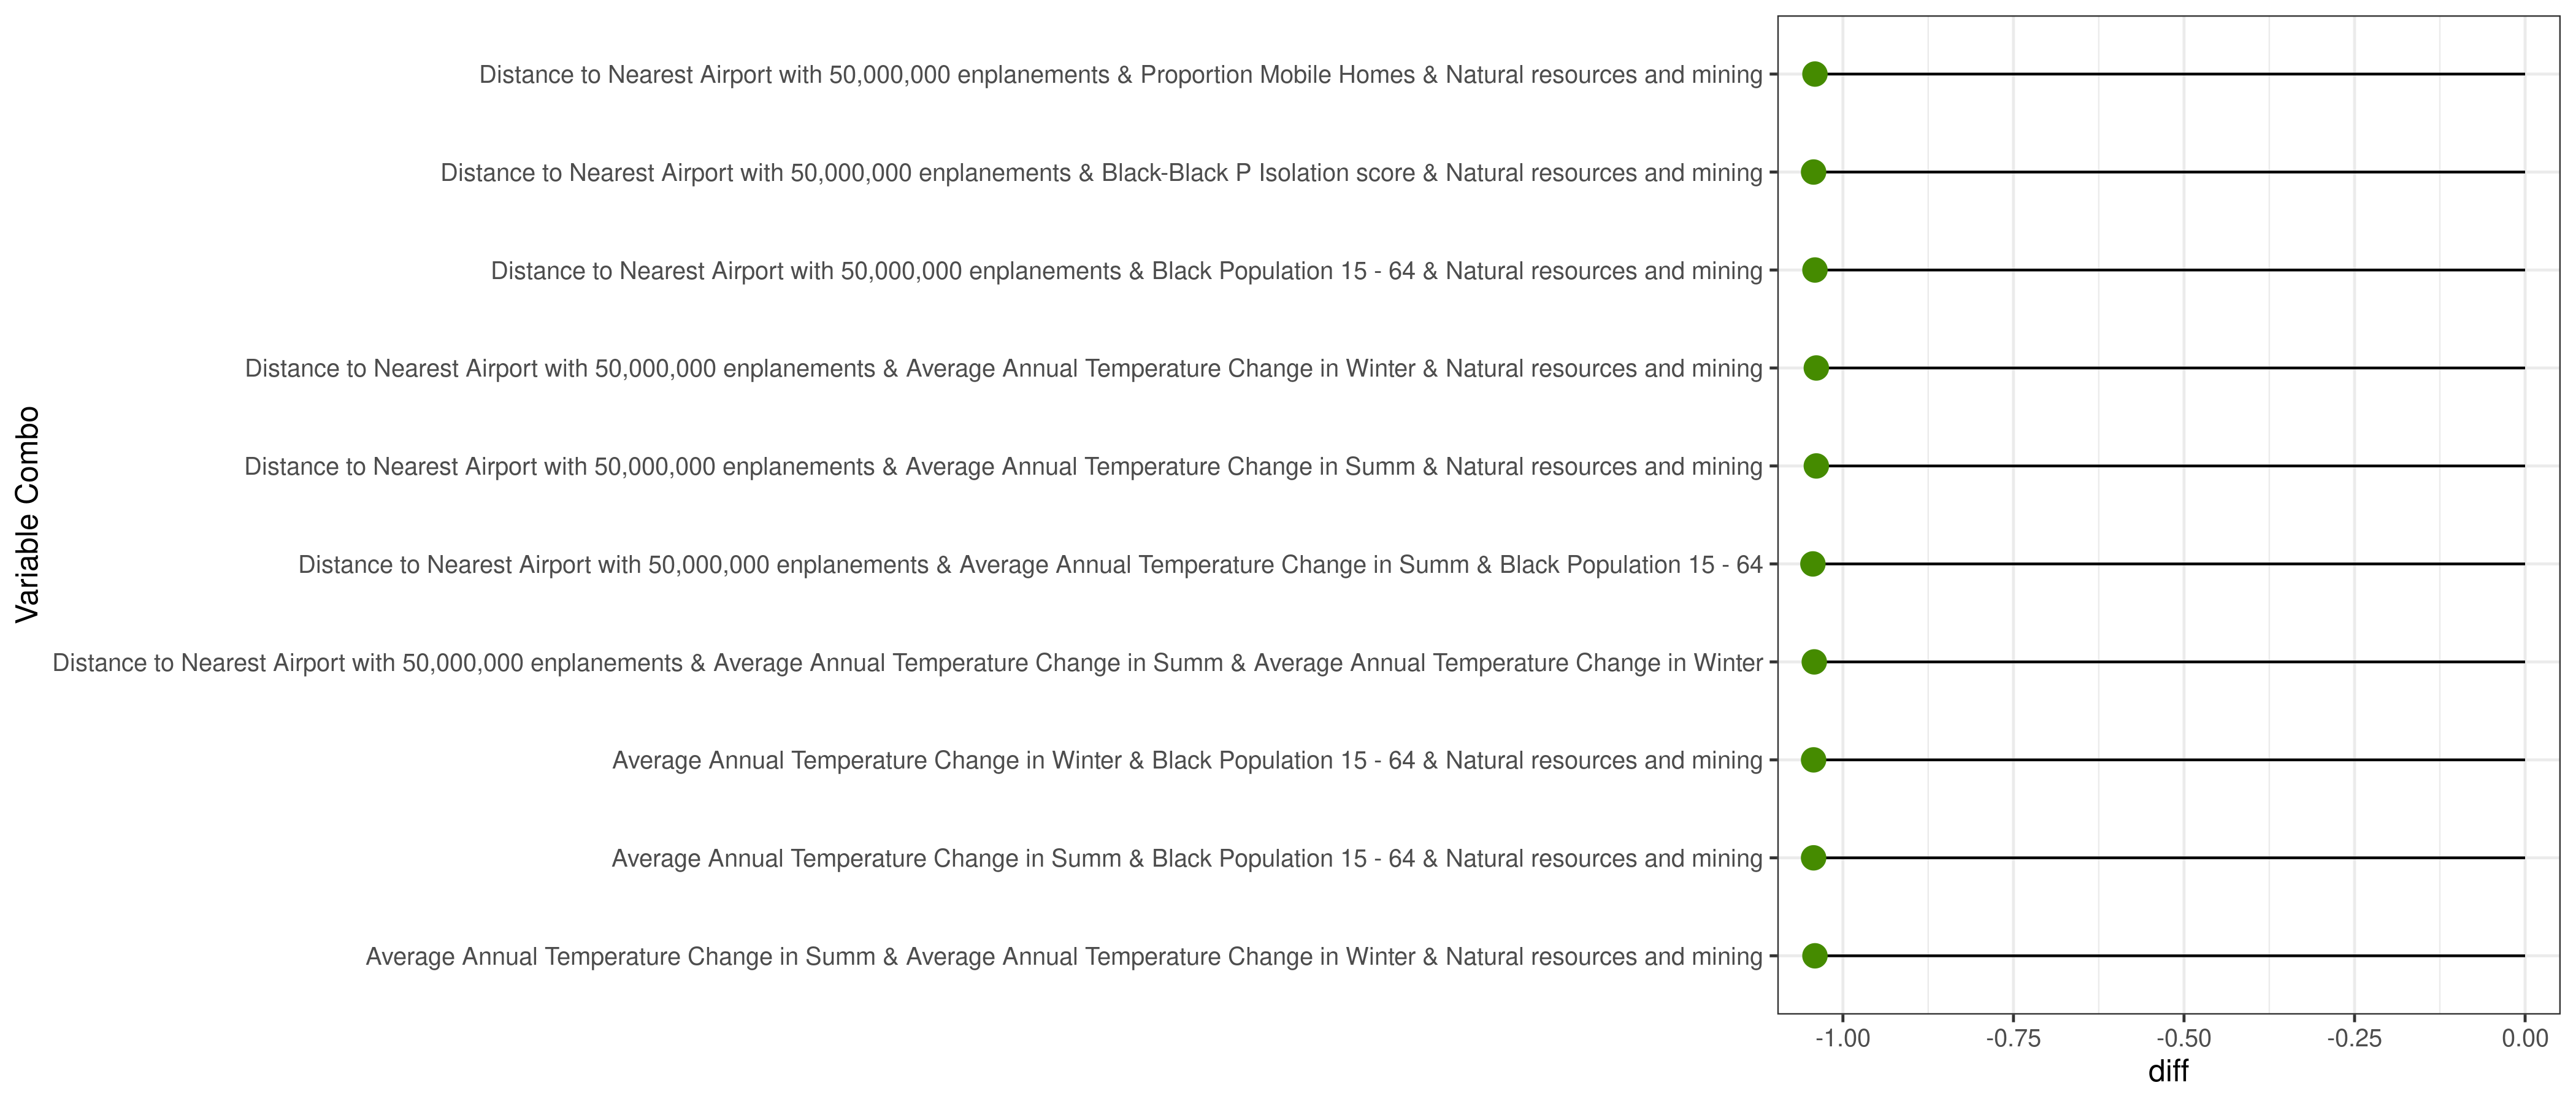 Distance to Nearest Airport with 50,000,000 enplanements & Proportion Mobile Homes & Natural resources and mining
Distance to Nearest Airport with 50,000,000 enplanements & Black-Black P Isolation score & Natural resources and mining
Distance to Nearest Airport with 50,000,000 enplanements & Black Population 15 - 64 & Natural resources and mining
Distance to Nearest Airport with 50,000,000 enplanements & Average Annual Temperature Change in Winter & Natural resources and mining
Distance to Nearest Airport with 50,000,000 enplanements & Average Annual Temperature Change in Summ & Natural resources and mining
Distance to Nearest Airport with 50,000,000 enplanements & Average Annual Temperature Change in Summ & Black Population 15 - 64
Distance to Nearest Airport with 50,000,000 enplanements & Average Annual Temperature Change in Summ & Average Annual Temperature Change in Winter
Average Annual Temperature Change in Winter & Black Population 15 - 64 & Natural resources and mining
Average Annual Temperature Change in Summ & Black Population 15 - 64 & Natural resources and mining
Average Annual Temperature Change in Summ & Average Annual Temperature Change in Winter & Natural resources and mining
Variable Combo
-1.00 -0.75 -0.50 -0.25 0.00
diff